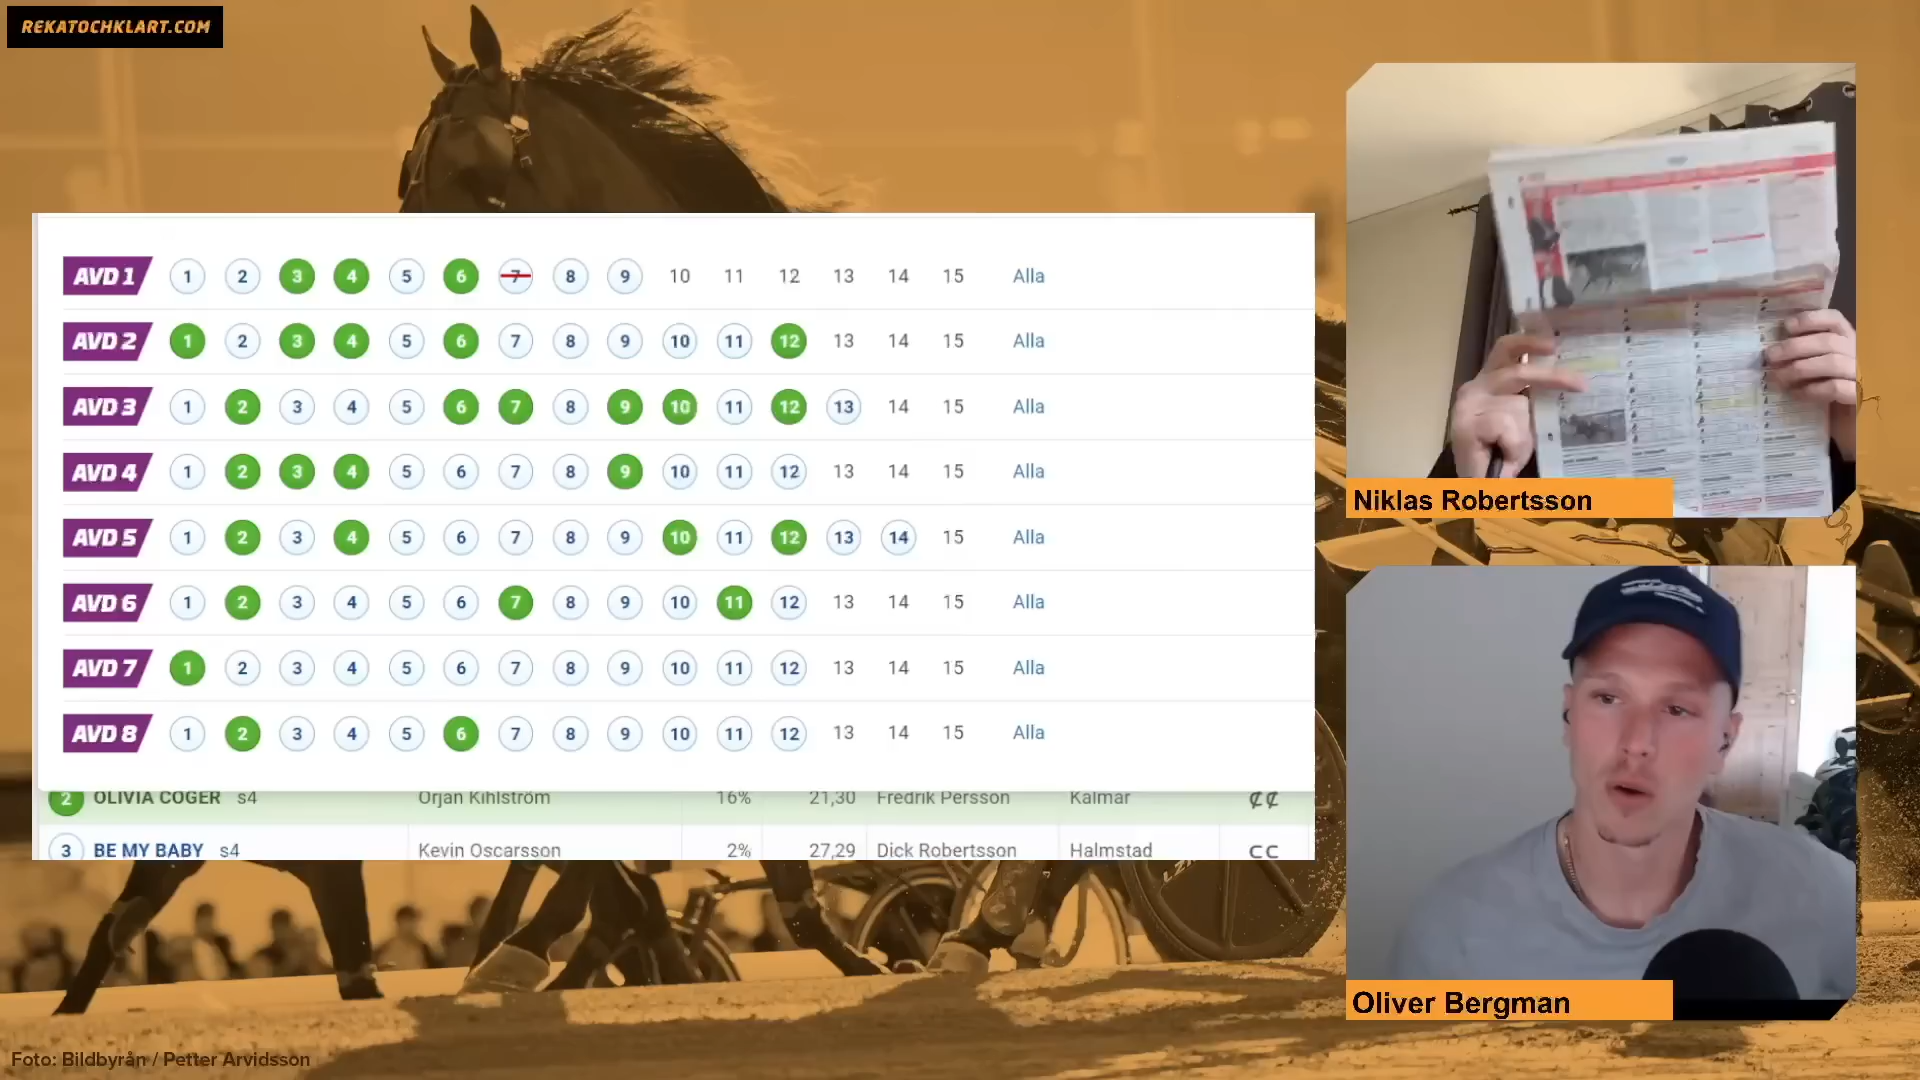 REKATOCHKLART.COM
AVD 1 1 2 3 4 5 6 7 8 9 10 11 12 13 14 15 Alla
AVD 2 1 2 3 4 5 6 7 8 9 10 11 12 13 14 15 Alla
AVD 3 1 2 3 4 5 6 7 8 9 10 11 12 13 14 15 Alla
AVD 4 1 2 3 4 5 6 7 8 9 10 11 12 13 14 15 Alla
AVD 5 1 2 3 4 5 6 7 8 9 10 11 12 13 14 15 Alla
AVD 6 1 2 3 4 5 6 7 8 9 10 11 12 13 14 15 Alla
AVD 7 1 2 3 4 5 6 7 8 9 10 11 12 13 14 15 Alla
AVD 8 1 2 3 4 5 6 7 8 9 10 11 12 13 14 15 Alla
2 OLIVIA COGER s4 Örjan Kihlström 16% 21,30 Fredrik Persson Kalmar ȻȻ
3 BE MY BABY s4 Kevin Oscarsson 2% 27,29 Dick Robertsson Halmstad CC
Niklas Robertsson
Oliver Bergman
Foto: Bildbyrån / Petter Arvidsson